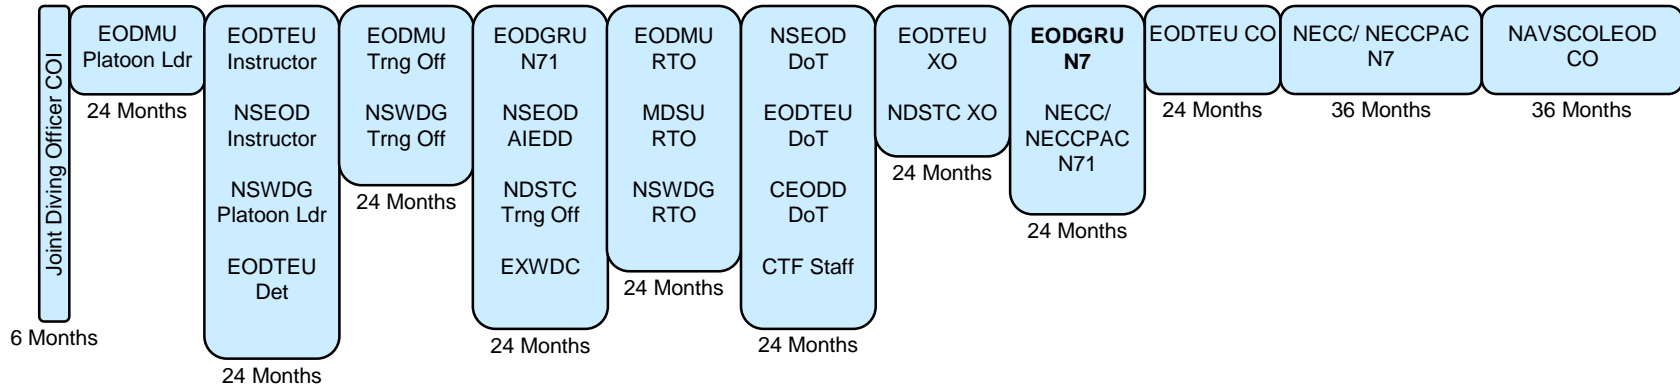 Joint Diving Officer COI
6 Months
EODMU
Platoon Ldr
24 Months
EODTEU
Instructor
NSEOD
Instructor
NSWDG
Platoon Ldr
EODTEU
Det
24 Months
EODMU
Trng Off
NSWDG
Trng Off
24 Months
EODGRU
N71
NSEOD
AIEDD
NDSTC
Trng Off
EXWDC
24 Months
EODMU
RTO
MDSU
RTO
NSWDG
RTO
24 Months
NSEOD
DoT
EODTEU
DoT
CEODD
DoT
CTF Staff
24 Months
EODTEU
XO
NDSTC XO
24 Months
EODGRU
N7
NECC/
NECCPAC
N71
24 Months
EODTEU CO
24 Months
NECC/ NECCPAC
N7
36 Months
NAVSCOLEOD
CO
36 Months